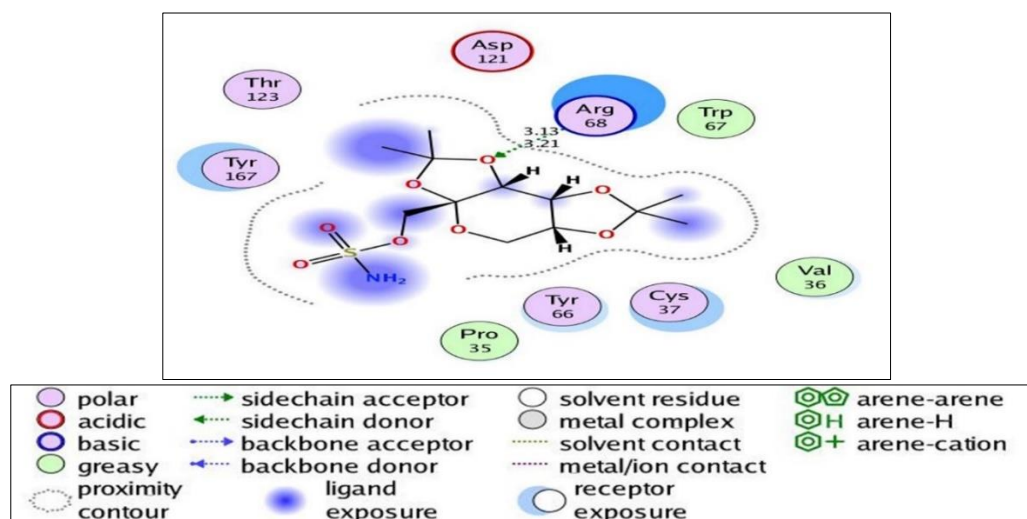 Asp
121
Thr
123
Arg
68
Trp
67
3.13
3.21
Tyr
167
O
H
H
O
O
O
O
O
H
O
S
O
NH₂
Val
36
Tyr
66
Cys
37
Pro
35
polar sidechain acceptor solvent residue arene-arene
acidic sidechain donor metal complex H arene-H
basic backbone acceptor solvent contact + arene-cation
greasy backbone donor metal/ion contact
proximity ligand receptor
contour exposure exposure